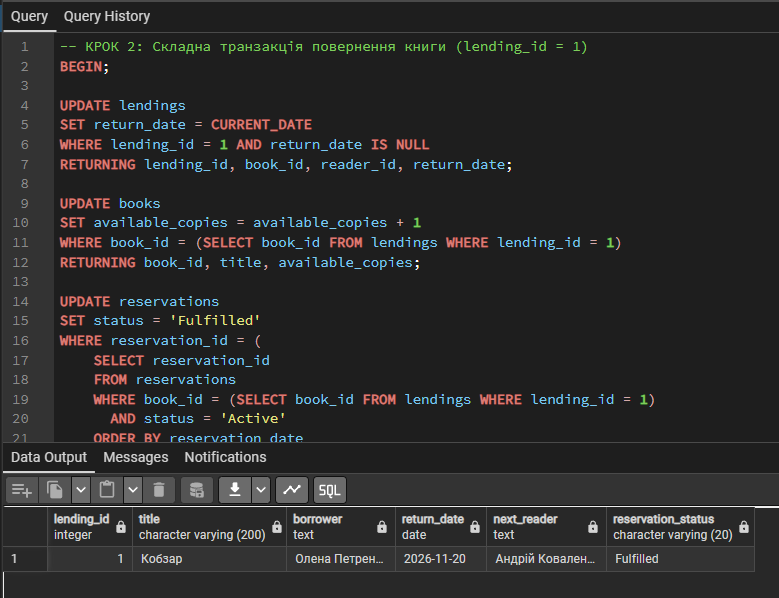 Query Query History
1 -- КРОК 2: Складна транзакція повернення книги (lending_id = 1)
2 BEGIN;
3
4 UPDATE lendings
5 SET return_date = CURRENT_DATE
6 WHERE lending_id = 1 AND return_date IS NULL
7 RETURNING lending_id, book_id, reader_id, return_date;
8
9 UPDATE books
10 SET available_copies = available_copies + 1
11 WHERE book_id = (SELECT book_id FROM lendings WHERE lending_id = 1)
12 RETURNING book_id, title, available_copies;
13
14 UPDATE reservations
15 SET status = 'Fulfilled'
16 WHERE reservation_id = (
17 SELECT reservation_id
18 FROM reservations
19 WHERE book_id = (SELECT book_id FROM lendings WHERE lending_id = 1)
20 AND status = 'Active'
21 ORDER BY reservation_date
Data Output Messages Notifications
SQL
lending_id title borrower return_date next_reader reservation_status
integer character varying (200) text date text character varying (20)
1 1 Кобзар Олена Петрен... 2026-11-20 Андрій Ковален... Fulfilled